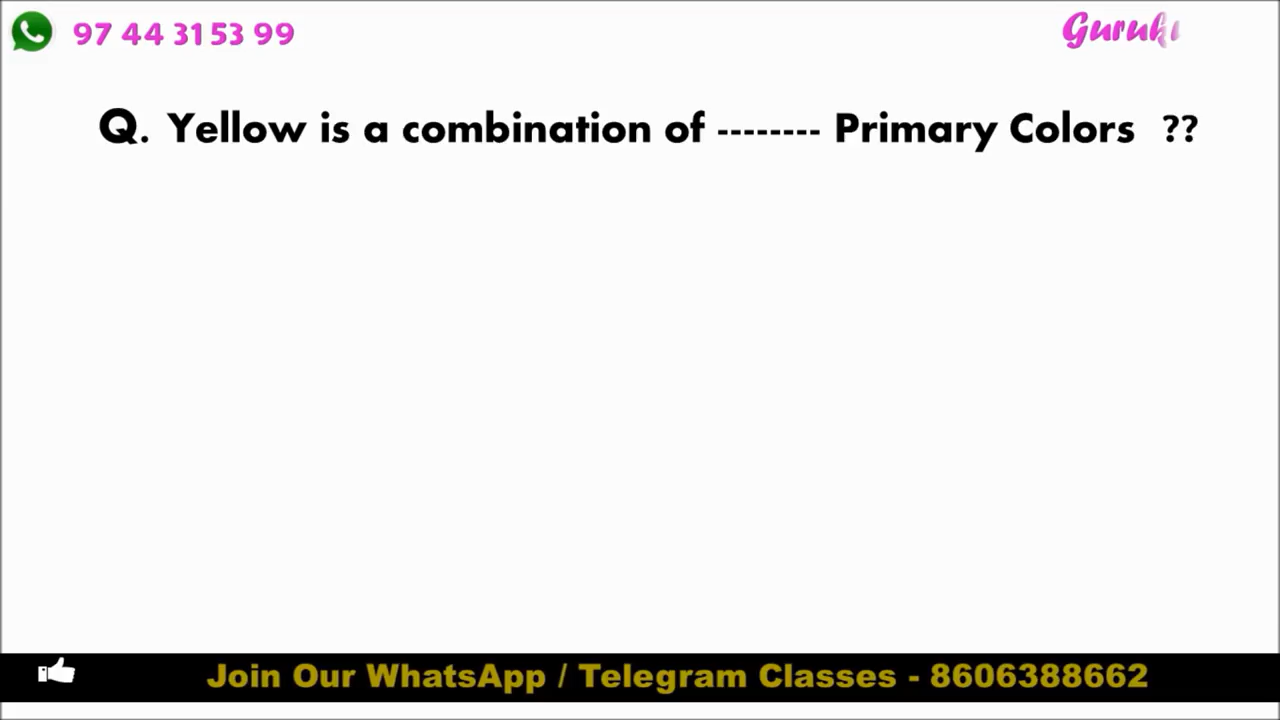 97 44 3153 99
Q. Yellow is a combination of -------- Primary Colors ??
Join Our WhatsApp / Telegram Classes - 8606388662